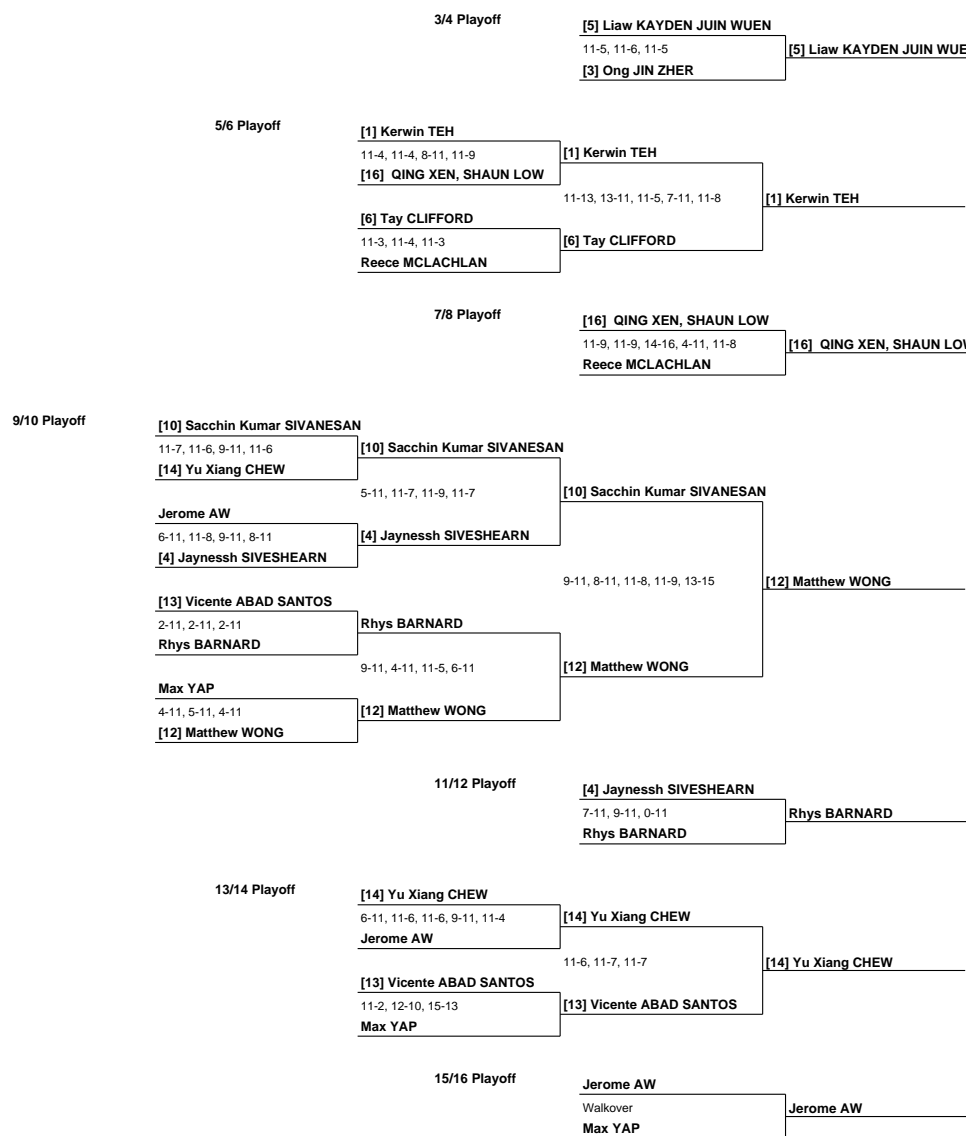 3/4 Playoff
[5] Liaw KAYDEN JUIN WUEN
11-5, 11-6, 11-5
[5] Liaw KAYDEN JUIN WUE
[3] Ong JIN ZHER
5/6 Playoff
[1] Kerwin TEH
11-4, 11-4, 8-11, 11-9
[1] Kerwin TEH
[16] QING XEN, SHAUN LOW
11-13, 13-11, 11-5, 7-11, 11-8
[1] Kerwin TEH
[6] Tay CLIFFORD
11-3, 11-4, 11-3
[6] Tay CLIFFORD
Reece MCLACHLAN
7/8 Playoff
[16] QING XEN, SHAUN LOW
11-9, 11-9, 14-16, 4-11, 11-8
[16] QING XEN, SHAUN LOW
Reece MCLACHLAN
9/10 Playoff
[10] Sacchin Kumar SIVANESAN
11-7, 11-6, 9-11, 11-6
[10] Sacchin Kumar SIVANESAN
[14] Yu Xiang CHEW
5-11, 11-7, 11-9, 11-7
[10] Sacchin Kumar SIVANESAN
Jerome AW
6-11, 11-8, 9-11, 8-11
[4] Jaynessh SIVESHEARN
[4] Jaynessh SIVESHEARN
9-11, 8-11, 11-8, 11-9, 13-15
[12] Matthew WONG
[13] Vicente ABAD SANTOS
2-11, 2-11, 2-11
Rhys BARNARD
Rhys BARNARD
9-11, 4-11, 11-5, 6-11
[12] Matthew WONG
Max YAP
4-11, 5-11, 4-11
[12] Matthew WONG
[12] Matthew WONG
11/12 Playoff
[4] Jaynessh SIVESHEARN
7-11, 9-11, 0-11
Rhys BARNARD
Rhys BARNARD
13/14 Playoff
[14] Yu Xiang CHEW
6-11, 11-6, 11-6, 9-11, 11-4
[14] Yu Xiang CHEW
Jerome AW
11-6, 11-7, 11-7
[14] Yu Xiang CHEW
[13] Vicente ABAD SANTOS
11-2, 12-10, 15-13
[13] Vicente ABAD SANTOS
Max YAP
15/16 Playoff
Jerome AW
Walkover
Jerome AW
Max YAP